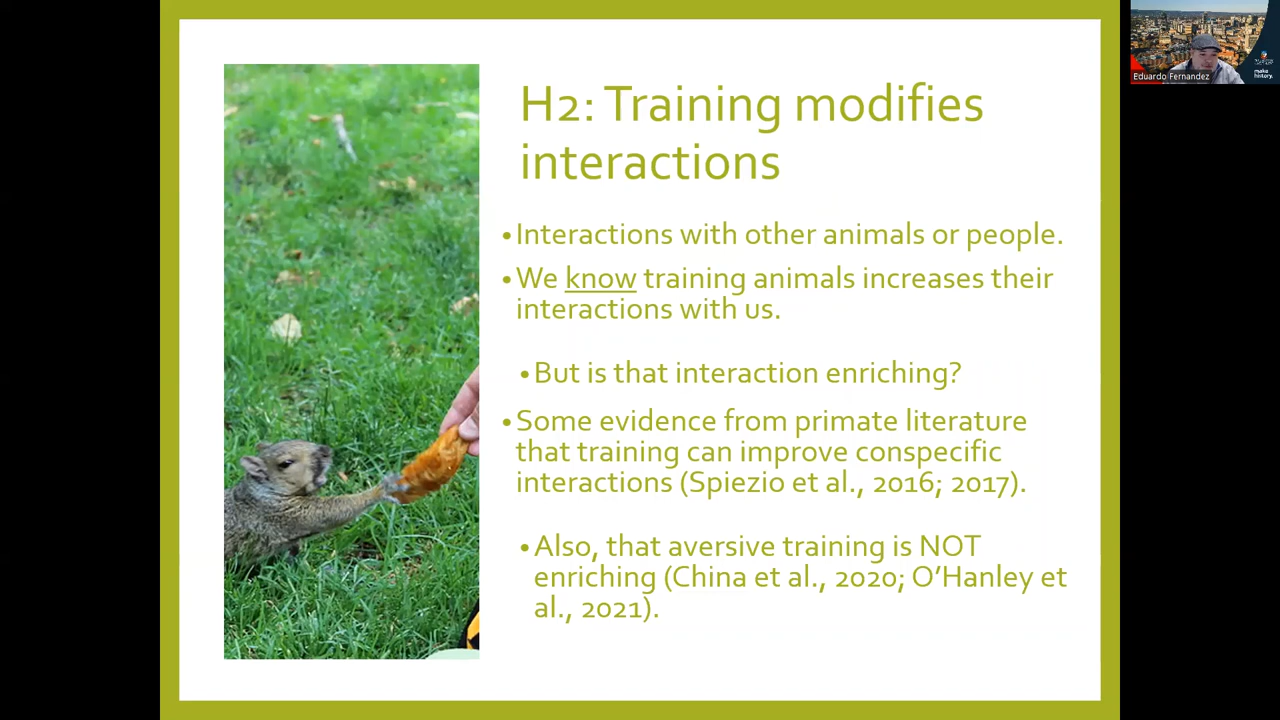 H2: Training modifies
interactions
•Interactions with other animals or people.
•We know training animals increases their
interactions with us.
•But is that interaction enriching?
•Some evidence from primate literature
that training can improve conspecific
interactions (Spiezio et al., 2016; 2017).
•Also, that aversive training is NOT
enriching (China et al., 2020; O’Hanley et
al., 2021).
Eduardo Fernandez
make
history.